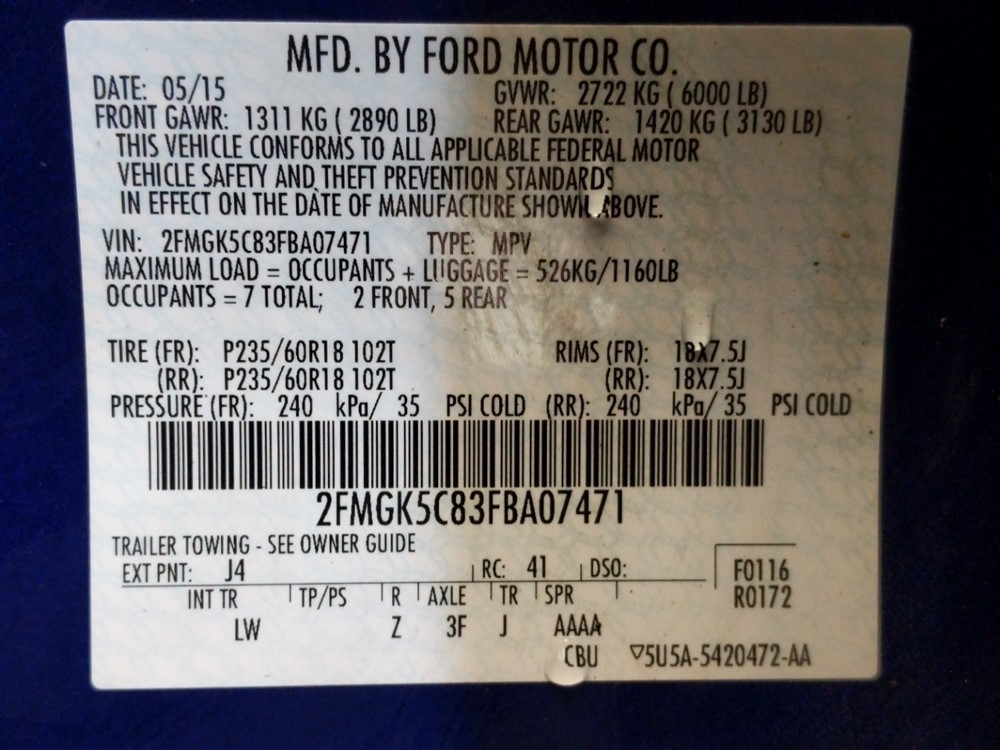 MFD. BY FORD MOTOR CO.
DATE: 05/15 GVWR: 2722 KG ( 6000 LB)
FRONT GAWR: 1311 KG ( 2890 LB) REAR GAWR: 1420 KG ( 3130 LB)
THIS VEHICLE CONFORMS TO ALL APPLICABLE FEDERAL MOTOR
VEHICLE SAFETY AND THEFT PREVENTION STANDARDS
IN EFFECT ON THE DATE OF MANUFACTURE SHOWN ABOVE.
VIN: 2FMGK5C83FBA07471 TYPE: MPV
MAXIMUM LOAD = OCCUPANTS + LUGGAGE = 526KG/1160LB
OCCUPANTS = 7 TOTAL; 2 FRONT, 5 REAR
TIRE (FR): P235/60R18 102T RIMS (FR): 18X7.5J
(RR): P235/60R18 102T (RR): 18X7.5J
PRESSURE (FR): 240 kPa/ 35 PSI COLD (RR): 240 kPa/ 35 PSI COLD
2FMGK5C83FBA07471
TRAILER TOWING - SEE OWNER GUIDE
EXT PNT: J4 RC: 41 DSO: F0116
INT TR TP/PS R AXLE TR SPR R0172
LW Z 3F J AAAA
CBU ▽5U5A-5420472-AA